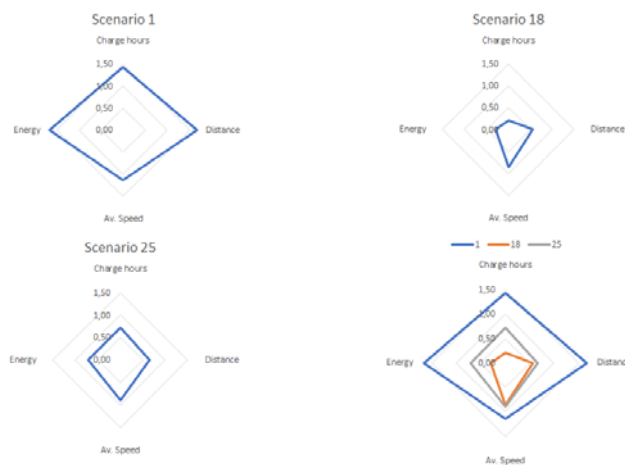 Scenario 1
Charge hours
1,50
1,00
0,50
Energy
0,00
Distance
Av. Speed
Scenario 18
Charge hours
1,50
1,00
0,50
Energy
0,00
Distance
Av. Speed
Scenario 25
Charge hours
1,50
1,00
0,50
Energy
0,00
Distance
Av. Speed
1 18 25
Charge hours
1,50
1,00
0,50
Energy
0,00
Distance
Av. Speed